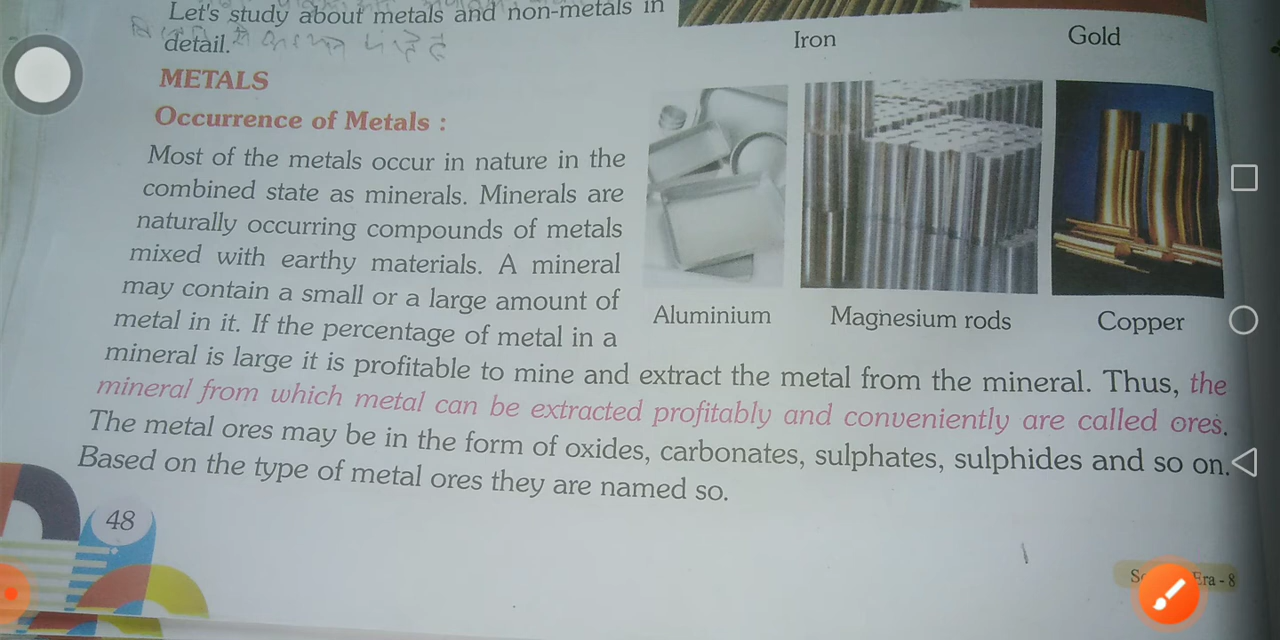 Let's study about metals and non-metals in
detail.
Iron
Gold
METALS
Occurrence of Metals :
Most of the metals occur in nature in the
combined state as minerals. Minerals are
naturally occurring compounds of metals
mixed with earthy materials. A mineral
may contain a small or a large amount of
metal in it. If the percentage of metal in a
Aluminium
Magnesium rods
Copper
mineral is large it is profitable to mine and extract the metal from the mineral. Thus, the
mineral from which metal can be extracted profitably and conveniently are called ores.
The metal ores may be in the form of oxides, carbonates, sulphates, sulphides and so on.
Based on the type of metal ores they are named so.
48
Era - 8